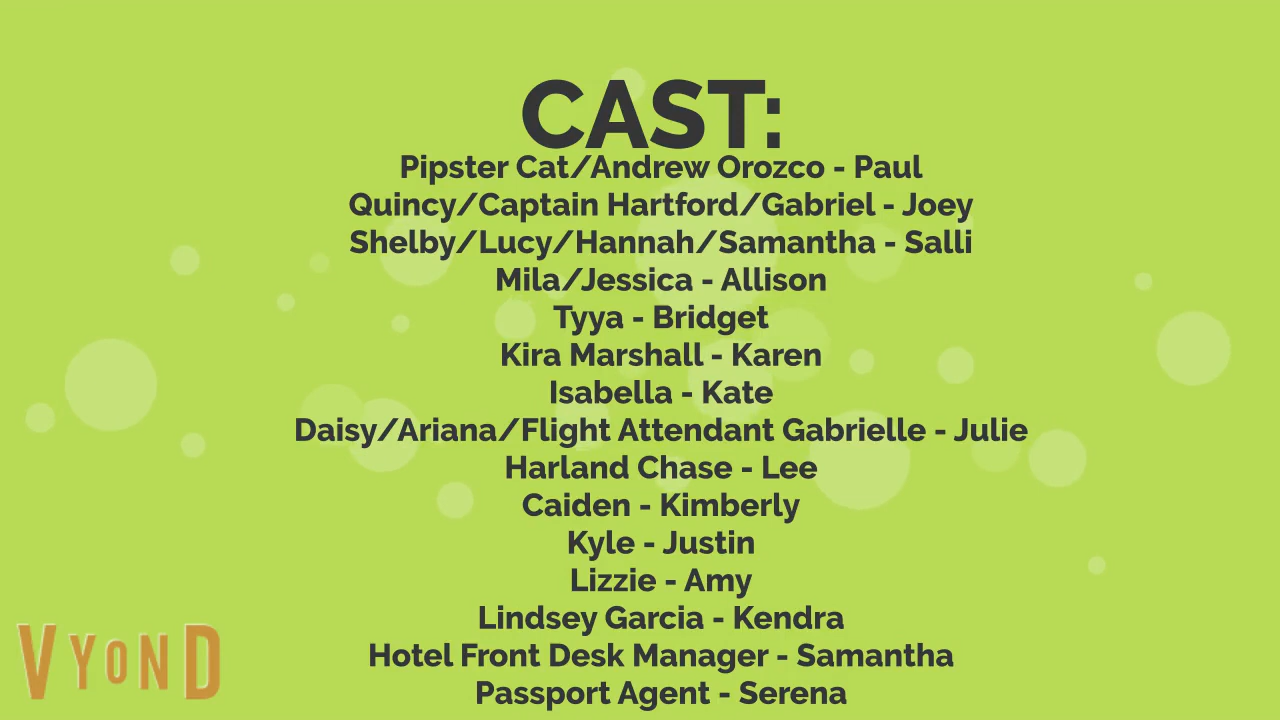 CAST:
Pipster Cat/Andrew Orozco - Paul
Quincy/Captain Hartford/Gabriel - Joey
Shelby/Lucy/Hannah/Samantha - Salli
Mila/Jessica - Allison
Tyya - Bridget
Kira Marshall - Karen
Isabella - Kate
Daisy/Ariana/Flight Attendant Gabrielle - Julie
Harland Chase - Lee
Caiden - Kimberly
Kyle - Justin
Lizzie - Amy
Lindsey Garcia - Kendra
Hotel Front Desk Manager - Samantha
Passport Agent - Serena
VYOND